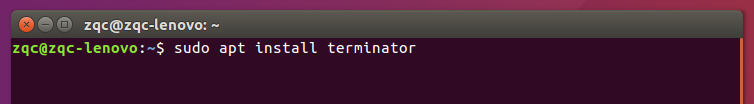 zqc@zqc-lenovo: ~
zqc@zqc-lenovo:~$ sudo apt install terminator